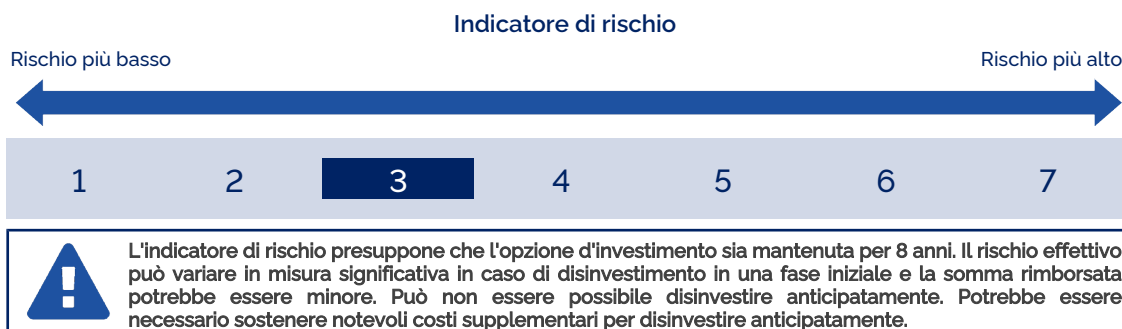 Indicatore di rischio
Rischio più basso
Rischio più alto
1 2 3 4 5 6 7
L'indicatore di rischio presuppone che l'opzione d'investimento sia mantenuta per 8 anni. Il rischio effettivo
può variare in misura significativa in caso di disinvestimento in una fase iniziale e la somma rimborsata
potrebbe essere minore. Può non essere possibile disinvestire anticipatamente. Potrebbe essere
necessario sostenere notevoli costi supplementari per disinvestire anticipatamente.